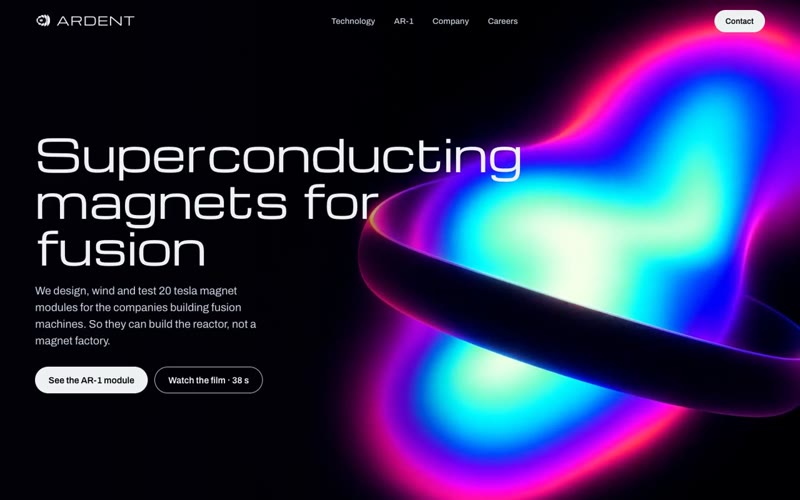 ARDENT
Technology
AR-1
Company
Careers
Contact
Superconducting
magnets for
fusion
We design, wind and test 20 tesla magnet
modules for the companies building fusion
machines. So they can build the reactor, not a
magnet factory.
See the AR-1 module
Watch the film · 38 s